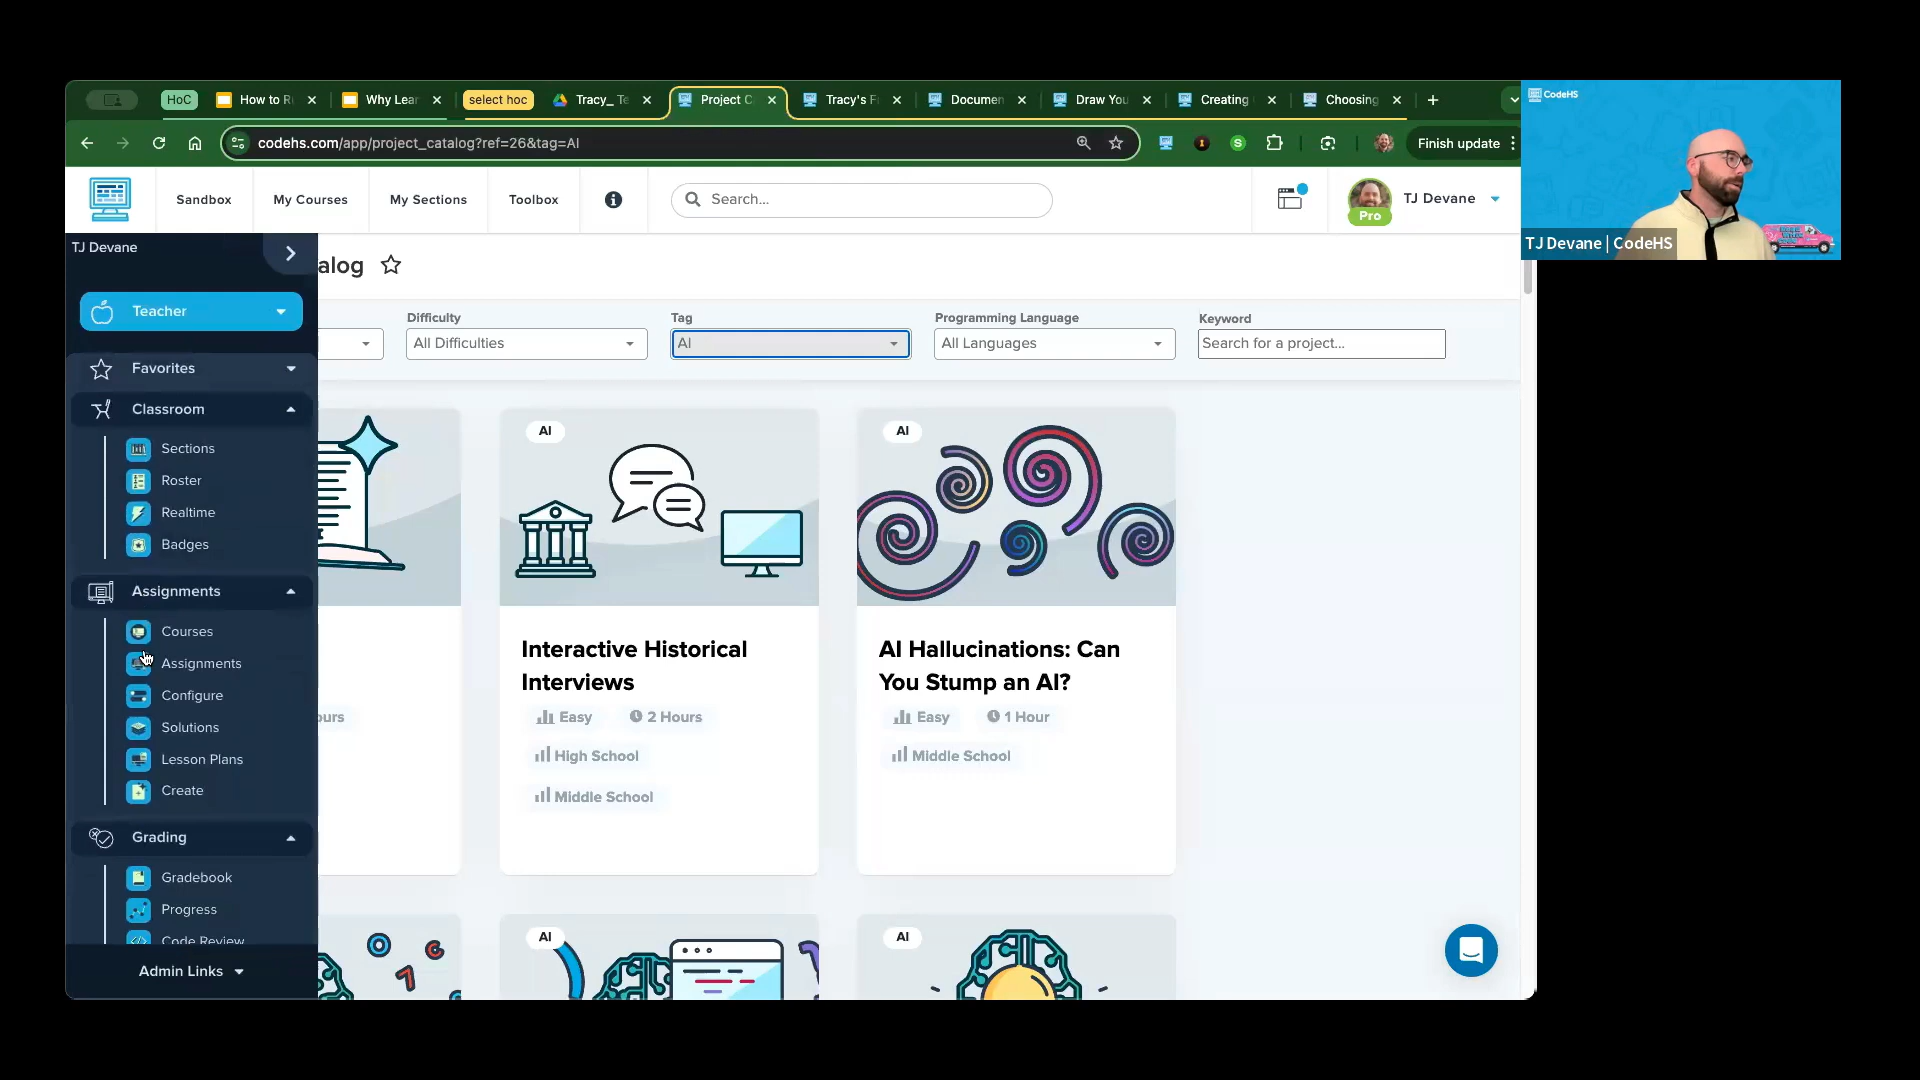 HoC
How to R
Why Lear
select hoc
Tracy_ Te
Project C
Tracy's F
Documen
Draw You
Creating
Choosing
codehs.com/app/project_catalog?ref=26&tag=AI
Finish update
Sandbox
My Courses
My Sections
Toolbox
Search...
Pro
TJ Devane
CodeHS
TJ Devane | CodeHS
TJ Devane
Teacher
Favorites
Classroom
Sections
Roster
Realtime
Badges
Assignments
Courses
Assignments
Configure
Solutions
Lesson Plans
Create
Grading
Gradebook
Progress
Code Review
Admin Links
alog
Difficulty
All Difficulties
Tag
AI
Programming Language
All Languages
Keyword
Search for a project...
ours
AI
Interactive Historical
Interviews
Easy
2 Hours
High School
Middle School
AI
AI Hallucinations: Can
You Stump an AI?
Easy
1 Hour
Middle School
AI
AI